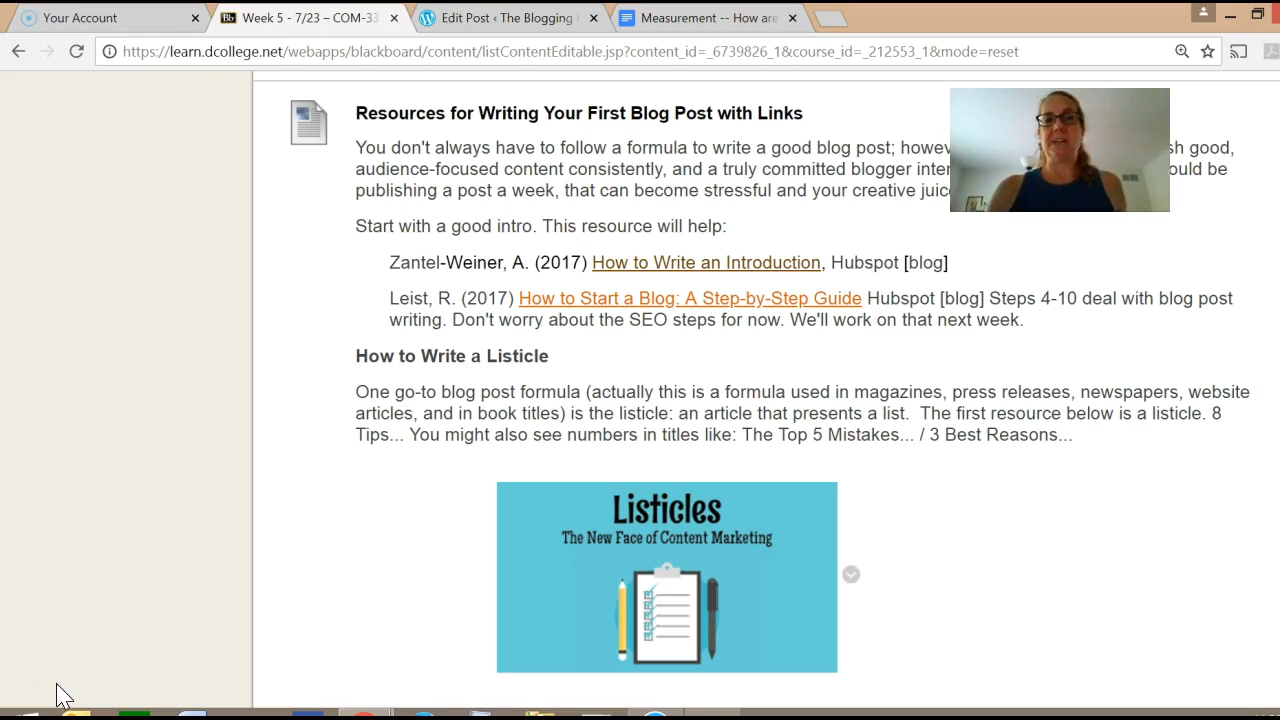 Your Account
Week 5 - 7/23 – COM-33
Edit Post ‹ The Blogging
Measurement -- How are
https://learn.dcollege.net/webapps/blackboard/content/listContentEditable.jsp?content_id=_6739826_1&course_id=_212553_1&mode=reset
Resources for Writing Your First Blog Post with Links
You don't always have to follow a formula to write a good blog post; good,
audience-focused content consistently, and a truly committed blogger be
publishing a post a week, that can become stressful and your creative
Start with a good intro. This resource will help:
Zantel-Weiner, A. (2017) How to Write an Introduction, Hubspot [blog]
Leist, R. (2017) How to Start a Blog: A Step-by-Step Guide Hubspot [blog] Steps 4-10 deal with blog post
writing. Don't worry about the SEO steps for now. We'll work on that next week.
How to Write a Listicle
One go-to blog post formula (actually this is a formula used in magazines, press releases, newspapers, website
articles, and in book titles) is the listicle: an article that presents a list. The first resource below is a listicle. 8
Tips... You might also see numbers in titles like: The Top 5 Mistakes... / 3 Best Reasons...
Listicles
The New Face of Content Marketing